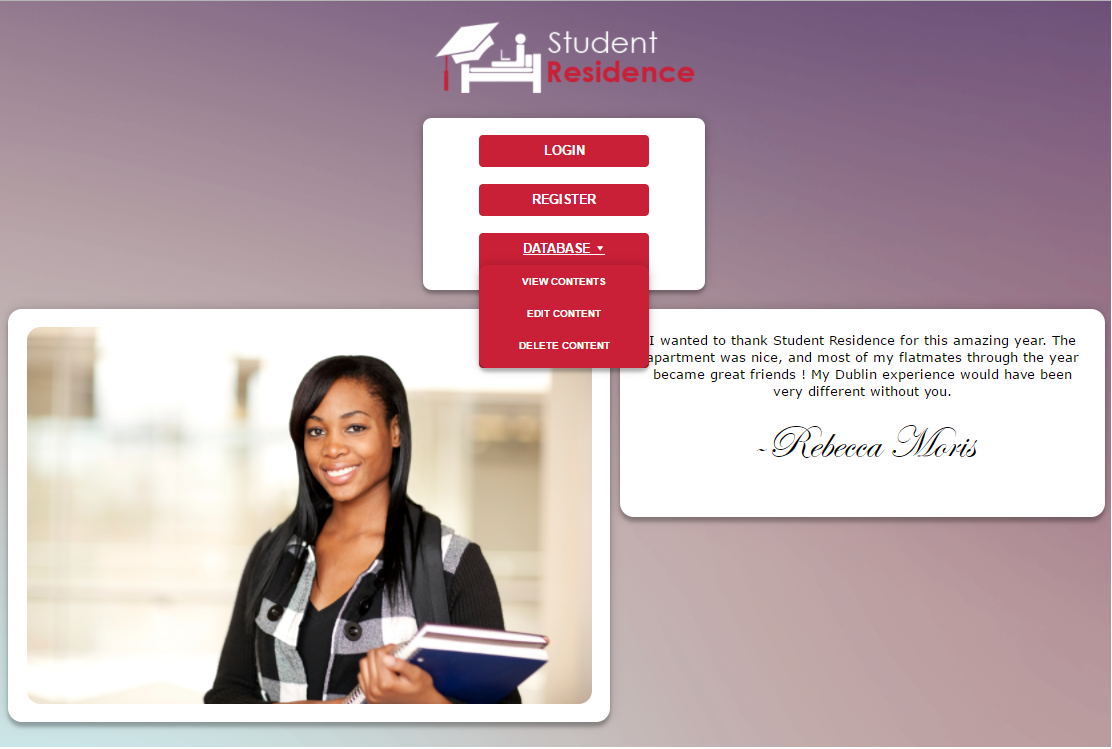 Student
Residence
LOGIN
REGISTER
DATABASE
VIEW CONTENTS
EDIT CONTENT
DELETE CONTENT
I wanted to thank Student Residence for this amazing year. The
apartment was nice, and most of my flatmates through the year
became great friends ! My Dublin experience would have been
very different without you.
~Rebecca Moris